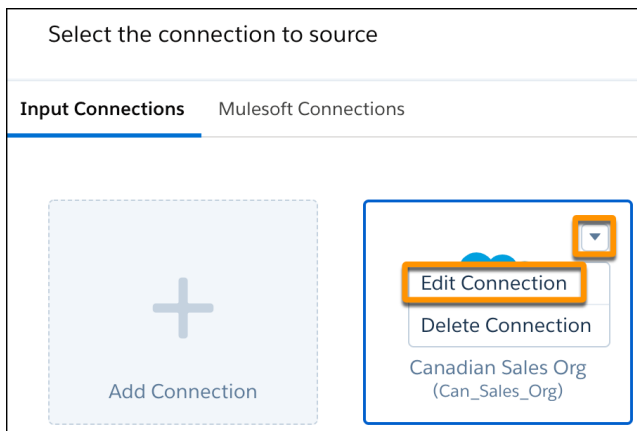 Select the connection to source
Input Connections
Mulesoft Connections
Add Connection
Edit Connection
Delete Connection
Canadian Sales Org
(Can_Sales_Org)